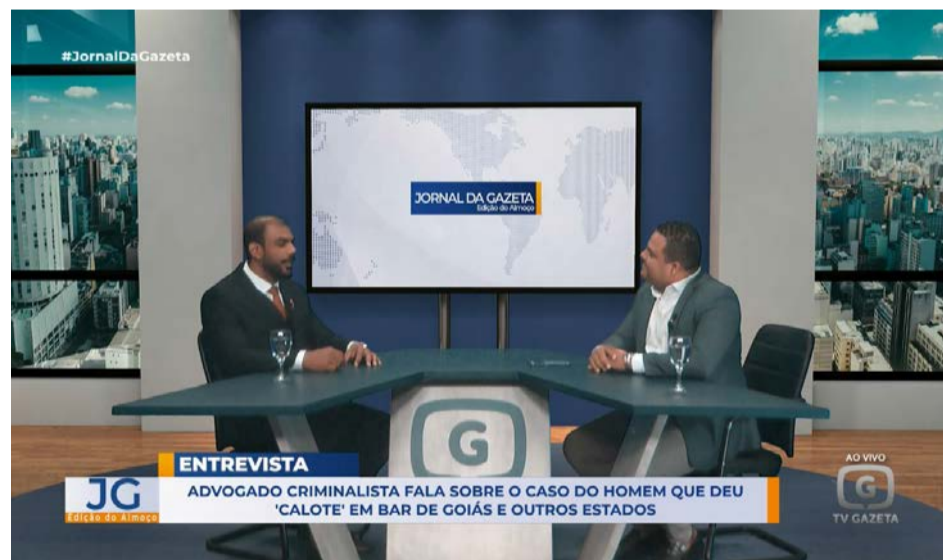 #JornalDaGazeta
JORNAL DA GAZETA
Edição do Almoço
G
ENTREVISTA
JG
Edição do Almoço
ADVOGADO CRIMINALISTA FALA SOBRE O CASO DO HOMEM QUE DEU
'CALOTE' EM BAR DE GOIÁS E OUTROS ESTADOS
AO VIVO
G
TV GAZETA